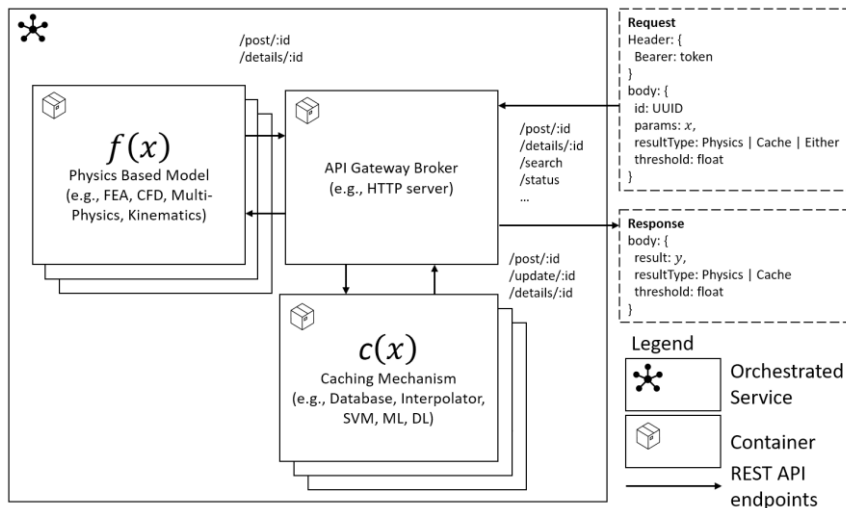 /post/:id
/details/:id
f(x)
Physics Based Model
(e.g., FEA, CFD, Multi-
Physics, Kinematics)
API Gateway Broker
(e.g., HTTP server)
/post/:id
/details/:id
/search
/status
...
/post/:id
/update/:id
/details/:id
c(x)
Caching Mechanism
(e.g., Database, Interpolator,
SVM, ML, DL)
Request
Header: {
Bearer: token
}
body: {
id: UUID
params: x,
resultType: Physics | Cache | Either
threshold: float
}
Response
body: {
result: y,
resultType: Physics | Cache
threshold: float
}
Legend
Orchestrated
Service
Container
REST API
endpoints